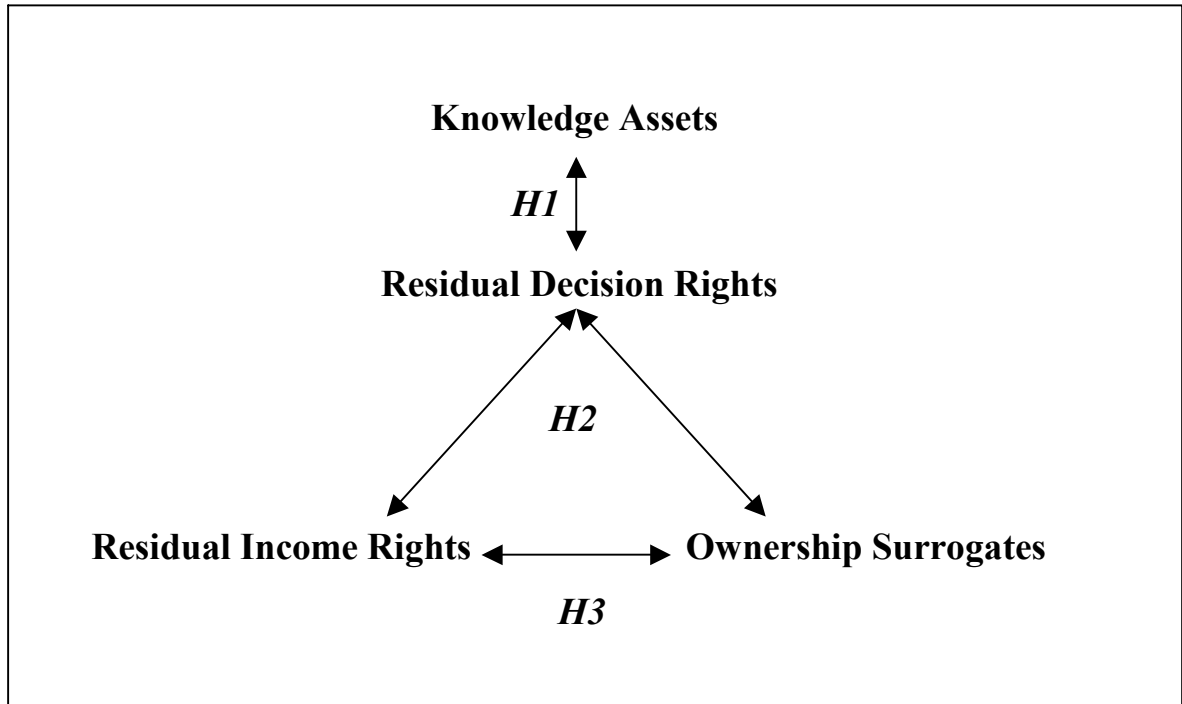 Knowledge Assets
H1
Residual Decision Rights
H2
Residual Income Rights
Ownership Surrogates
H3